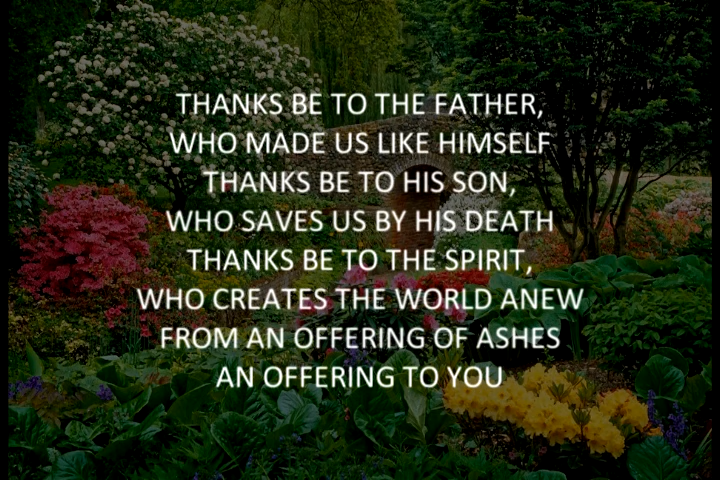 THANKS BE TO THE FATHER,
WHO MADE US LIKE HIMSELF
THANKS BE TO HIS SON,
WHO SAVES US BY HIS DEATH
THANKS BE TO THE SPIRIT,
WHO CREATES THE WORLD ANEW
FROM AN OFFERING OF ASHES
AN OFFERING TO YOU